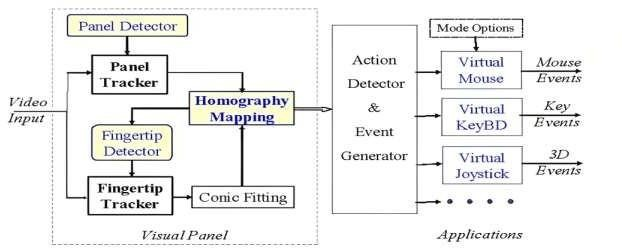 Panel Detector
Mode Options
Panel
Tracker
Video
Input
Homography
Mapping
Fingertip
Detector
Fingertip
Tracker
Conic Fitting
Visual Panel
Action
Detector
&
Event
Generator
Virtual
Mouse
Mouse
Events
Virtual
KeyBD
Key
Events
Virtual
Joystick
3D
Events
Applications